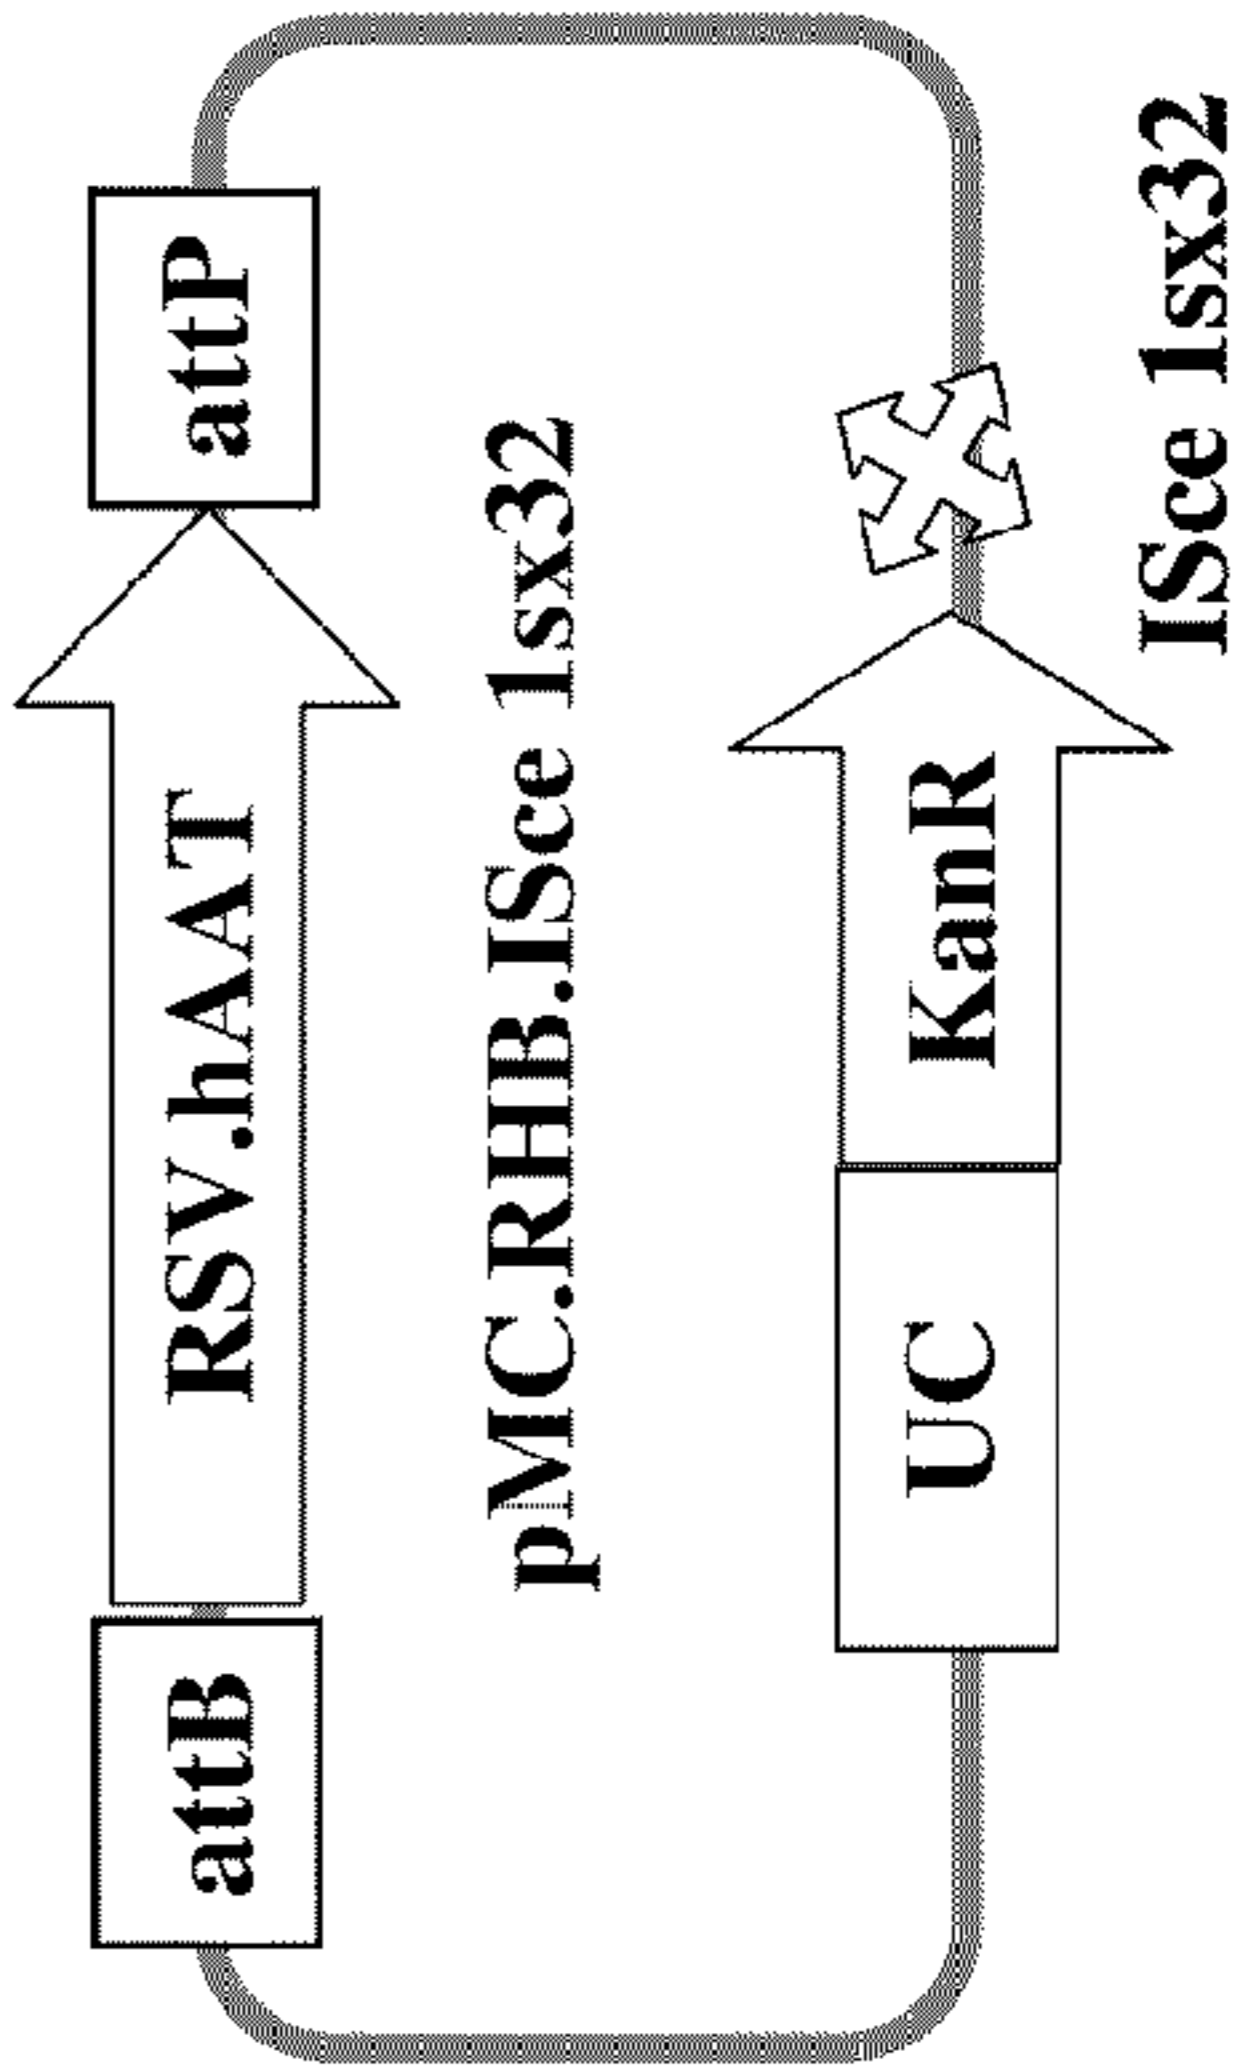 attB
RSV.hAAT
attP
pMC.RHB.ISce 1sx32
UC
KanR
ISce 1sx32